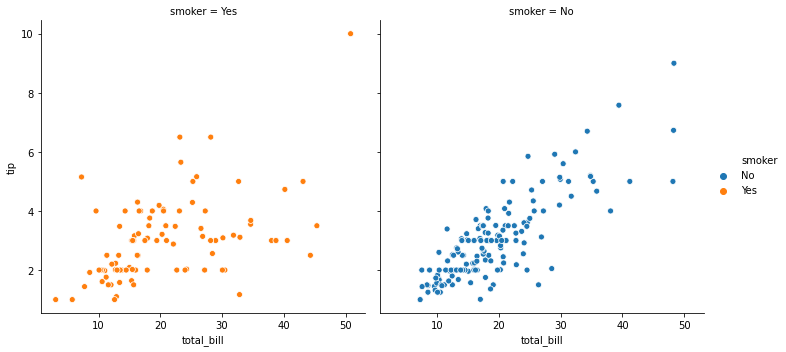 smoker = Yes
smoker = No
10
8
6
4
2
tip
10
20
30
40
50
total_bill
10
20
30
40
50
total_bill
smoker
No
Yes